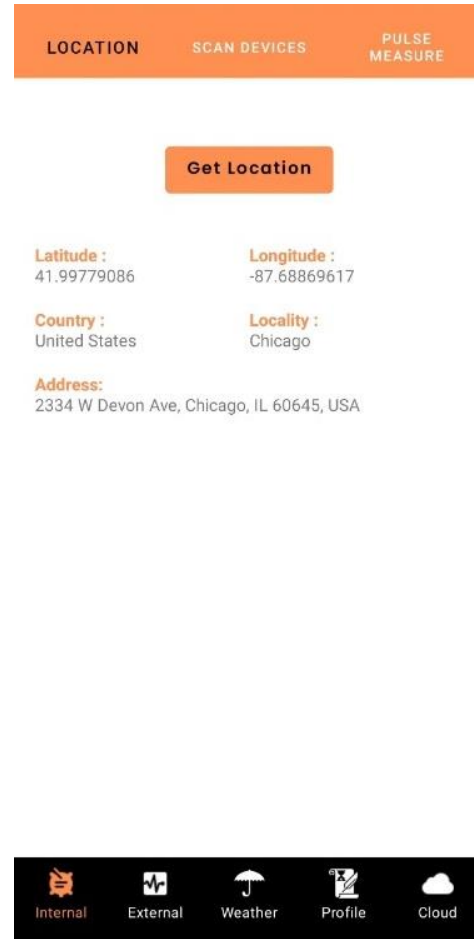 LOCATION
SCAN DEVICES
PULSE
MEASURE
Get Location
Latitude :
41.99779086
Longitude :
-87.68869617
Country :
United States
Locality :
Chicago
Address:
2334 W Devon Ave, Chicago, IL 60645, USA
Internal
External
Weather
Profile
Cloud